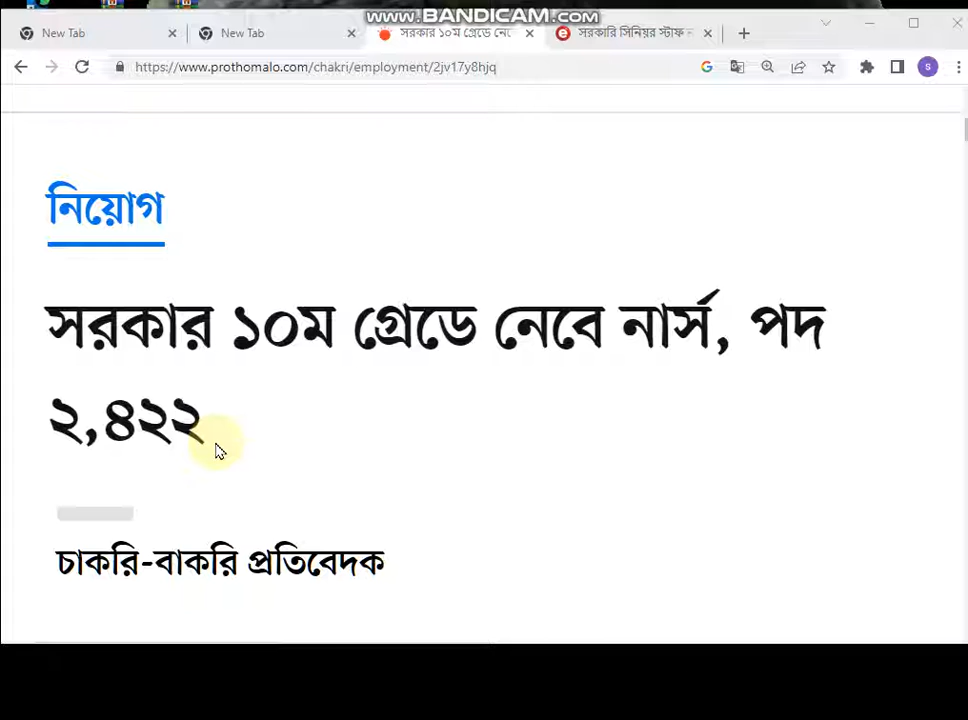 www.BANDICAM.com
New Tab
New Tab
সরকার ১০ম গ্রেডে নে
সরকারি সিনিয়র স্টাফ
https://www.prothomalo.com/chakri/employment/2jv17y8hjq
S
নিয়োগ
সরকার ১০ম গ্রেডে নেবে নার্স, পদ
২,৪২২
চাকরি-বাকরি প্রতিবেদক